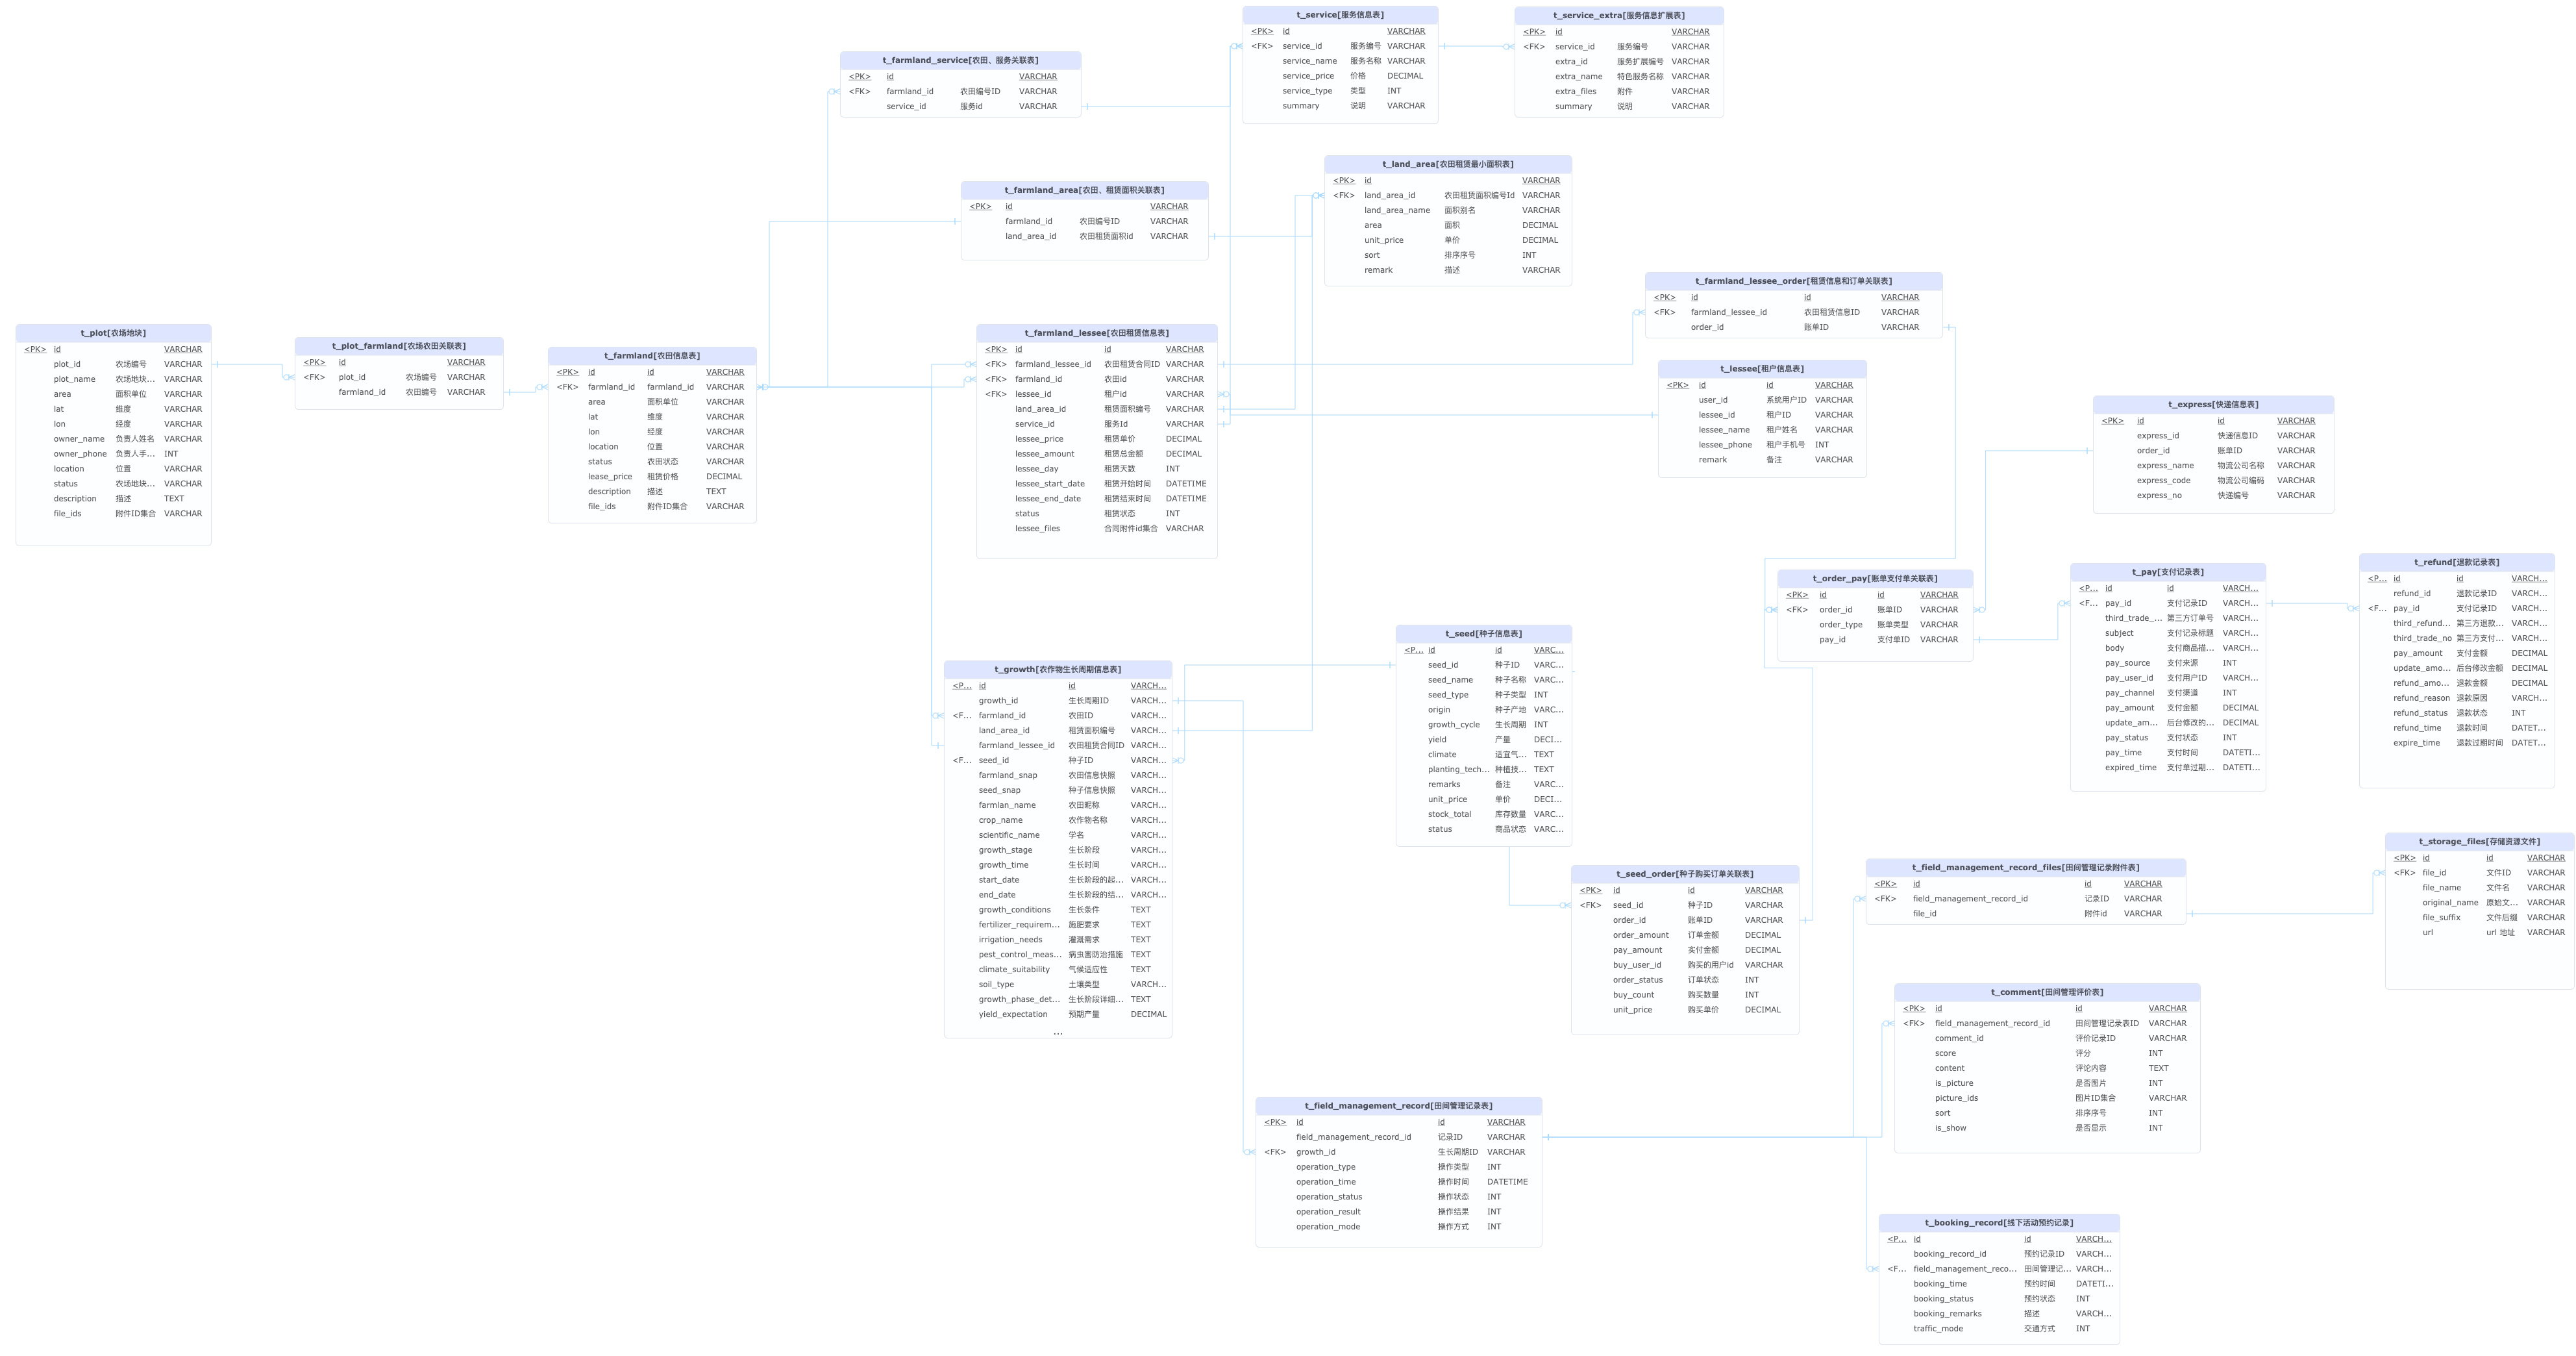 t_service[服务信息表]
<PK> id VARCHAR
<FK> service_id 服务编号 VARCHAR
service_name 服务名称 VARCHAR
service_price 价格 DECIMAL
service_type 类型 INT
summary 说明 VARCHAR
t_service_extra[服务信息扩展表]
<PK> id VARCHAR
<FK> service_id 服务编号 VARCHAR
extra_id 服务扩展编号 VARCHAR
extra_name 特色服务名称 VARCHAR
extra_files 附件 VARCHAR
summary 说明 VARCHAR
t_farmland_service[农田、服务关联表]
<PK> id VARCHAR
<FK> farmland_id 农田编号ID VARCHAR
service_id 服务id VARCHAR
t_farmland_area[农田、租赁面积关联表]
<PK> id VARCHAR
farmland_id 农田编号ID VARCHAR
land_area_id 农田租赁面积id VARCHAR
t_land_area[农田租赁最小面积表]
<PK> id VARCHAR
<FK> land_area_id 农田租赁面积编号Id VARCHAR
land_area_name 面积别名 VARCHAR
area 面积 DECIMAL
unit_price 单价 DECIMAL
sort 排序序号 INT
remark 描述 VARCHAR
t_farmland_lessee_order[租赁信息和订单关联表]
<PK> id id VARCHAR
<FK> farmland_lessee_id 农田租赁信息ID VARCHAR
order_id 账单ID VARCHAR
t_plot[农场地块]
<PK> id VARCHAR
plot_id 农场编号 VARCHAR
plot_name 农场地块... VARCHAR
area 面积单位 VARCHAR
lat 维度 VARCHAR
lon 经度 VARCHAR
owner_name 负责人姓名 VARCHAR
owner_phone 负责人手... INT
location 位置 VARCHAR
status 农场地块... VARCHAR
description 描述 TEXT
file_ids 附件ID集合 VARCHAR
t_plot_farmland[农场农田关联表]
<PK> id VARCHAR
<FK> plot_id 农场编号 VARCHAR
farmland_id 农田编号 VARCHAR
t_farmland[农田信息表]
<PK> id id VARCHAR
<FK> farmland_id farmland_id VARCHAR
area 面积单位 VARCHAR
lat 维度 VARCHAR
lon 经度 VARCHAR
location 位置 VARCHAR
status 农田状态 VARCHAR
lease_price 租赁价格 DECIMAL
description 描述 TEXT
file_ids 附件ID集合 VARCHAR
t_farmland_lessee[农田租赁信息表]
<PK> id id VARCHAR
<FK> farmland_lessee_id 农田租赁合同ID VARCHAR
<FK> farmland_id 农田id VARCHAR
<FK> lessee_id 租户id VARCHAR
land_area_id 租赁面积编号 VARCHAR
service_id 服务Id VARCHAR
lessee_price 租赁单价 DECIMAL
lessee_amount 租赁总金额 DECIMAL
lessee_day 租赁天数 INT
lessee_start_date 租赁开始时间 DATETIME
lessee_end_date 租赁结束时间 DATETIME
status 租赁状态 INT
lessee_files 合同附件id集合 VARCHAR
t_lessee[租户信息表]
<PK> id id VARCHAR
user_id 系统用户ID VARCHAR
lessee_id 租户ID VARCHAR
lessee_name 租户姓名 VARCHAR
lessee_phone 租户手机号 INT
remark 备注 VARCHAR
t_express[快递信息表]
<PK> id id VARCHAR
express_id 快递信息ID VARCHAR
order_id 账单ID VARCHAR
express_name 物流公司名称 VARCHAR
express_code 物流公司编码 VARCHAR
express_no 快递编号 VARCHAR
t_order_pay[账单支付单关联表]
<PK> id id VARCHAR
<FK> order_id 账单ID VARCHAR
order_type 账单类型 VARCHAR
pay_id 支付单ID VARCHAR
t_pay[支付记录表]
<P... id id VARCH...
<F... pay_id 支付记录ID VARCH...
third_trade_... 第三方订单号 VARCH...
subject 支付记录标题 VARCH...
body 支付商品描... VARCH...
pay_source 支付来源 INT
pay_user_id 支付用户ID VARCH...
pay_channel 支付渠道 INT
pay_amount 支付金额 DECIMAL
update_am... 后台修改的... DECIMAL
pay_status 支付状态 INT
pay_time 支付时间 DATETI...
expired_time 支付单过期... DATETI...
t_refund[退款记录表]
<P... id id VARCH...
refund_id 退款记录ID VARCH...
<F... pay_id 支付记录ID VARCH...
third_refund... 第三方退款... VARCH...
third_trade_no 第三方支付... VARCH...
pay_amount 支付金额 DECIMAL
update_amo... 后台修改金额 DECIMAL
refund_amo... 退款金额 DECIMAL
refund_reason 退款原因 VARCH...
refund_status 退款状态 INT
refund_time 退款时间 DATET...
expire_time 退款过期时间 DATET...
t_seed[种子信息表]
<P... id id VARC...
seed_id 种子ID VARC...
seed_name 种子名称 VARC...
seed_type 种子类型 INT
origin 种子产地 VARC...
growth_cycle 生长周期 INT
yield 产量 DECI...
climate 适宜气... TEXT
planting_tech... 种植技... TEXT
remarks 备注 VARC...
unit_price 单价 DECI...
stock_total 库存数量 VARC...
status 商品状态 VARC...
t_growth[农作物生长周期信息表]
<P... id id VARCH...
growth_id 生长周期ID VARCH...
<F... farmland_id 农田ID VARCH...
land_area_id 租赁面积编号 VARCH...
farmland_lessee_id 农田租赁合同ID VARCH...
<F... seed_id 种子ID VARCH...
farmland_snap 农田信息快照 VARCH...
seed_snap 种子信息快照 VARCH...
farmlan_name 农田昵称 VARCH...
crop_name 农作物名称 VARCH...
scientific_name 学名 VARCH...
growth_stage 生长阶段 VARCH...
growth_time 生长时间 VARCH...
start_date 生长阶段的起... VARCH...
end_date 生长阶段的结... VARCH...
growth_conditions 生长条件 TEXT
fertilizer_requirem... 施肥要求 TEXT
irrigation_needs 灌溉需求 TEXT
pest_control_meas... 病虫害防治措施 TEXT
climate_suitability 气候适应性 TEXT
soil_type 土壤类型 VARCH...
growth_phase_det... 生长阶段详细... TEXT
yield_expectation 预期产量 DECIMAL
...
t_seed_order[种子购买订单关联表]
<PK> id id VARCHAR
<FK> seed_id 种子ID VARCHAR
order_id 账单ID VARCHAR
order_amount 订单金额 DECIMAL
pay_amount 实付金额 DECIMAL
buy_user_id 购买的用户id VARCHAR
order_status 订单状态 INT
buy_count 购买数量 INT
unit_price 购买单价 DECIMAL
t_field_management_record_files[田间管理记录附件表]
<PK> id id VARCHAR
<FK> field_management_record_id 记录ID VARCHAR
file_id 附件id VARCHAR
t_storage_files[存储资源文件]
<PK> id id VARCHAR
<FK> file_id 文件ID VARCHAR
file_name 文件名 VARCHAR
original_name 原始文... VARCHAR
file_suffix 文件后缀 VARCHAR
url url 地址 VARCHAR
t_comment[田间管理评价表]
<PK> id id VARCHAR
<FK> field_management_record_id 田间管理记录表ID VARCHAR
comment_id 评价记录ID VARCHAR
score 评分 INT
content 评论内容 TEXT
is_picture 是否图片 INT
picture_ids 图片ID集合 VARCHAR
sort 排序序号 INT
is_show 是否显示 INT
t_field_management_record[田间管理记录表]
<PK> id id VARCHAR
field_management_record_id 记录ID VARCHAR
<FK> growth_id 生长周期ID VARCHAR
operation_type 操作类型 INT
operation_time 操作时间 DATETIME
operation_status 操作状态 INT
operation_result 操作结果 INT
operation_mode 操作方式 INT
t_booking_record[线下活动预约记录]
<P... id id VARCH...
booking_record_id 预约记录ID VARCH...
<F... field_management_reco... 田间管理记... VARCH...
booking_time 预约时间 DATETI...
booking_status 预约状态 INT
booking_remarks 描述 VARCH...
traffic_mode 交通方式 INT